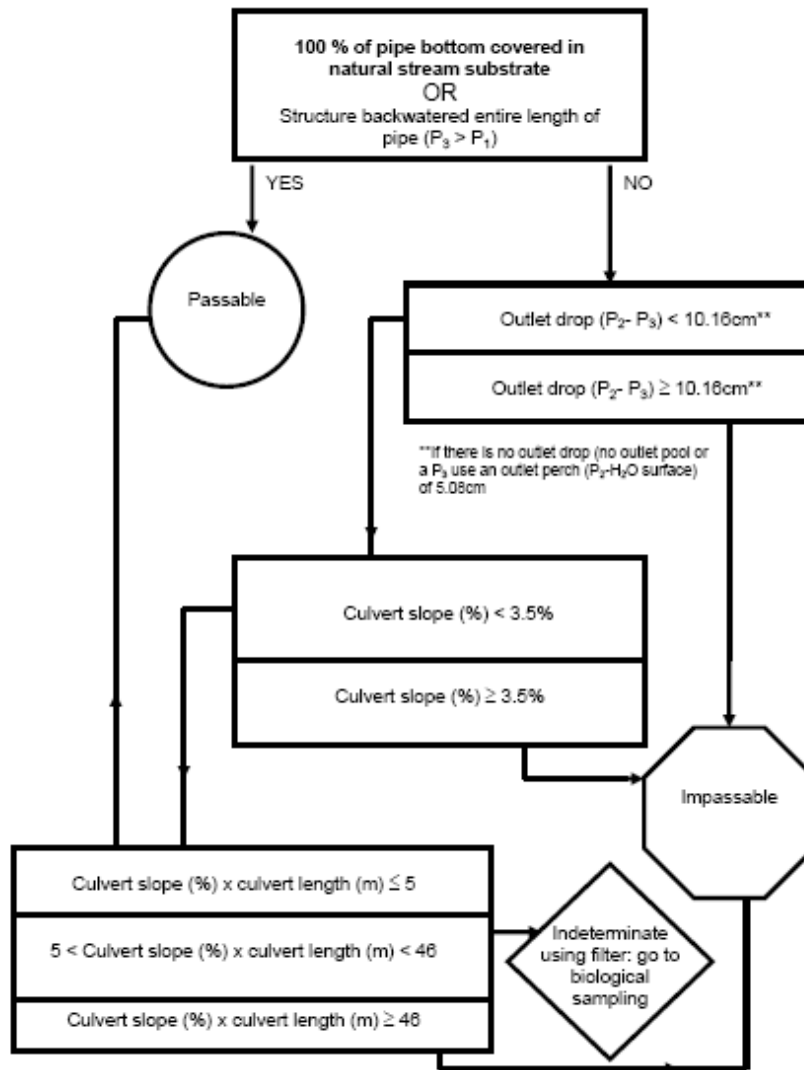 100 % of pipe bottom covered in
natural stream substrate
OR
Structure backwatered entire length of
pipe (P₃ > P₁)
YES
NO
Passable
Outlet drop (P₂- P₃) < 10.16cm**
Outlet drop (P₂- P₃) ≥ 10.16cm**
**If there is no outlet drop (no outlet pool or
a P₃ use an outlet perch (P₂-H₂O surface)
of 5.08cm
Culvert slope (%) < 3.5%
Culvert slope (%) ≥ 3.5%
Impassable
Culvert slope (%) x culvert length (m) ≤ 5
5 < Culvert slope (%) x culvert length (m) < 46
Culvert slope (%) x culvert length (m) ≥ 46
Indeterminate
using filter: go to
biological
sampling